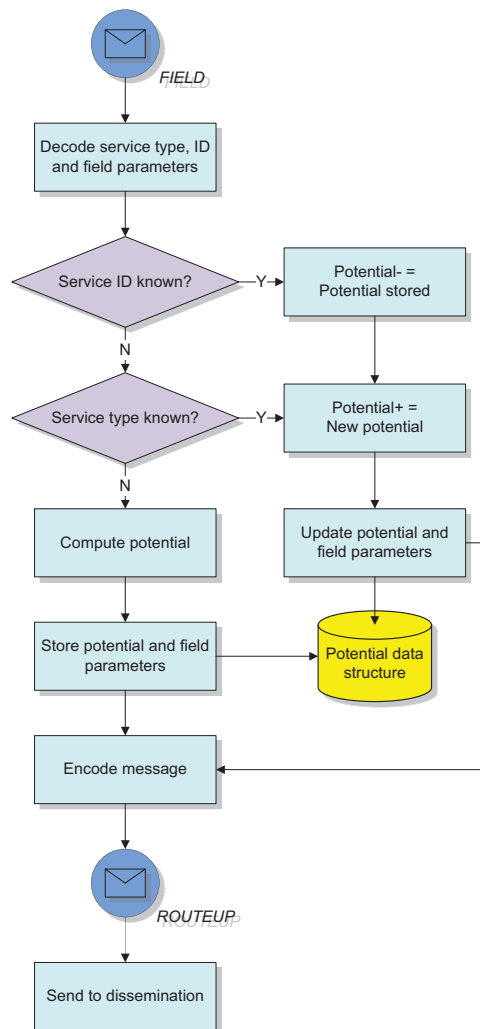 FIELD
Decode service type, ID
and field parameters
Service ID known?
Y
Potential- =
Potential stored
N
Service type known?
Y
Potential+ =
New potential
N
Compute potential
Update potential and
field parameters
Store potential and field
parameters
Potential data
structure
Encode message
ROUTEUP
Send to dissemination